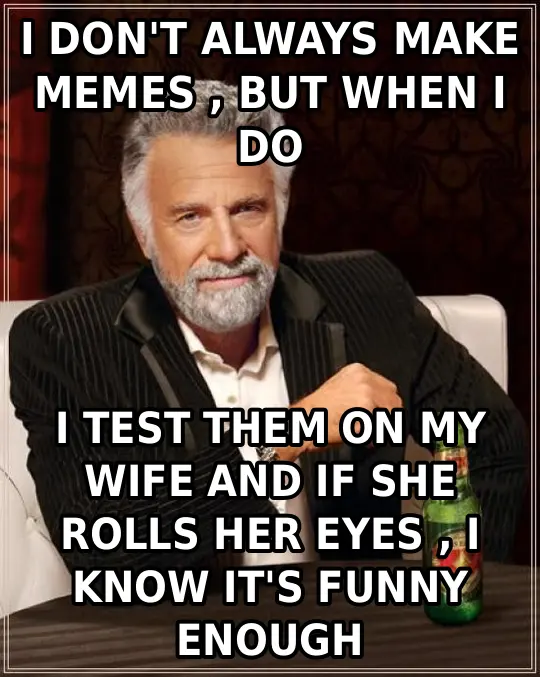 I DON'T ALWAYS MAKE
MEMES , BUT WHEN I
DO
I TEST THEM ON MY
WIFE AND IF SHE
ROLLS HER EYES , I
KNOW IT'S FUNNY
ENOUGH